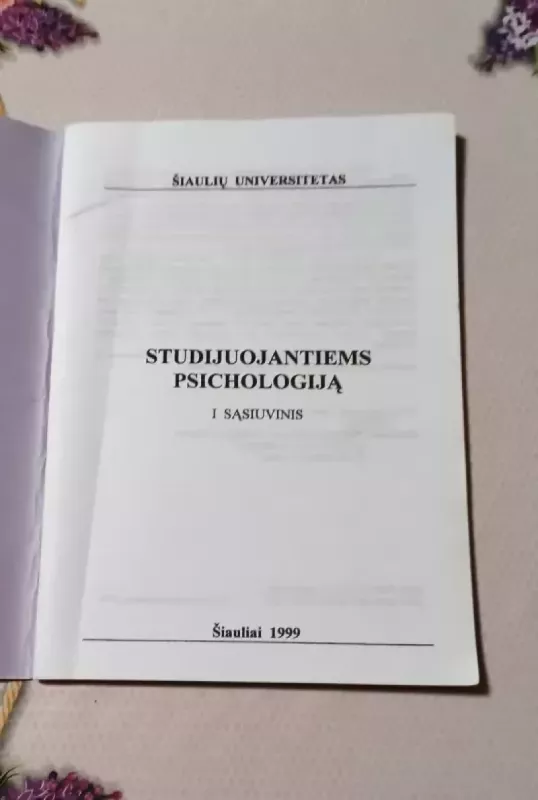 ŠIAULIŲ UNIVERSITETAS
STUDIJUOJANTIEMS
PSICHOLOGIJĄ
I SĄSIUVINIS
Šiauliai 1999